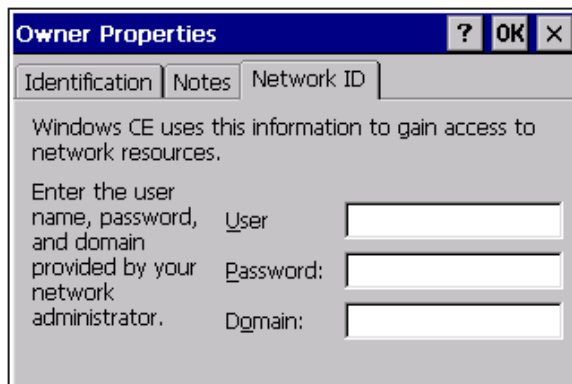 Owner Properties ? OK ×
Identification Notes Network ID
Windows CE uses this information to gain access to
network resources.
Enter the user
name, password,
and domain
provided by your
network
administrator.
User
Password:
Domain: